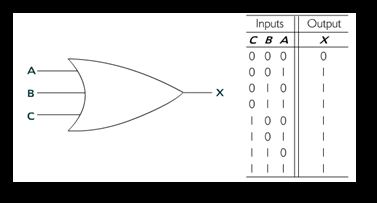 A
B
C
X
Inputs Output
C B A X
0 0 0 0
0 0 1 1
0 1 0 1
0 1 1 1
1 0 0 1
1 0 1 1
1 1 0 1
1 1 1 1